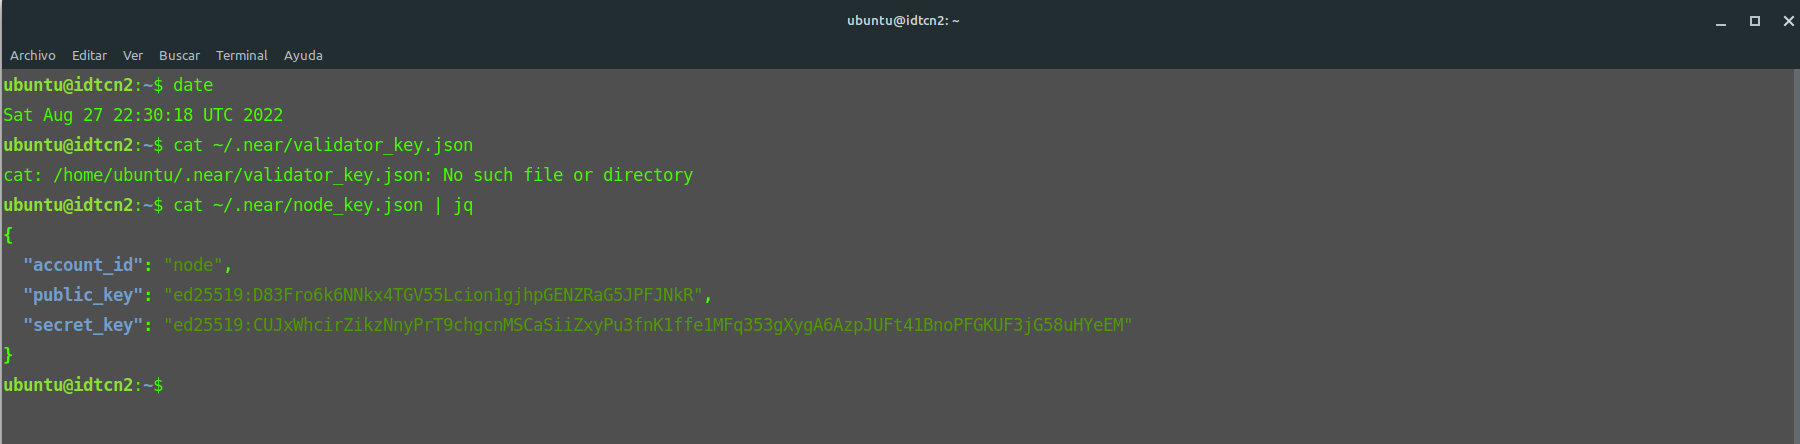 ubuntu@idtcn2: ~
Archivo Editar Ver Buscar Terminal Ayuda
ubuntu@idtcn2:~$ date
Sat Aug 27 22:30:18 UTC 2022
ubuntu@idtcn2:~$ cat ~/.near/validator_key.json
cat: /home/ubuntu/.near/validator_key.json: No such file or directory
ubuntu@idtcn2:~$ cat ~/.near/node_key.json | jq
{
  "account_id": "node",
  "public_key": "ed25519:D83Fro6k6NNkx4TGV55Lcion1gjhpGENZRaG5JPFJNkR",
  "secret_key": "ed25519:CUJxWhcirZikzNnyPrT9chgcnMSCaSiiZxyPu3fnK1ffe1MFq353gXygA6AzpJUFt41BnoPFGKUF3jG58uHYeEM"
}
ubuntu@idtcn2:~$